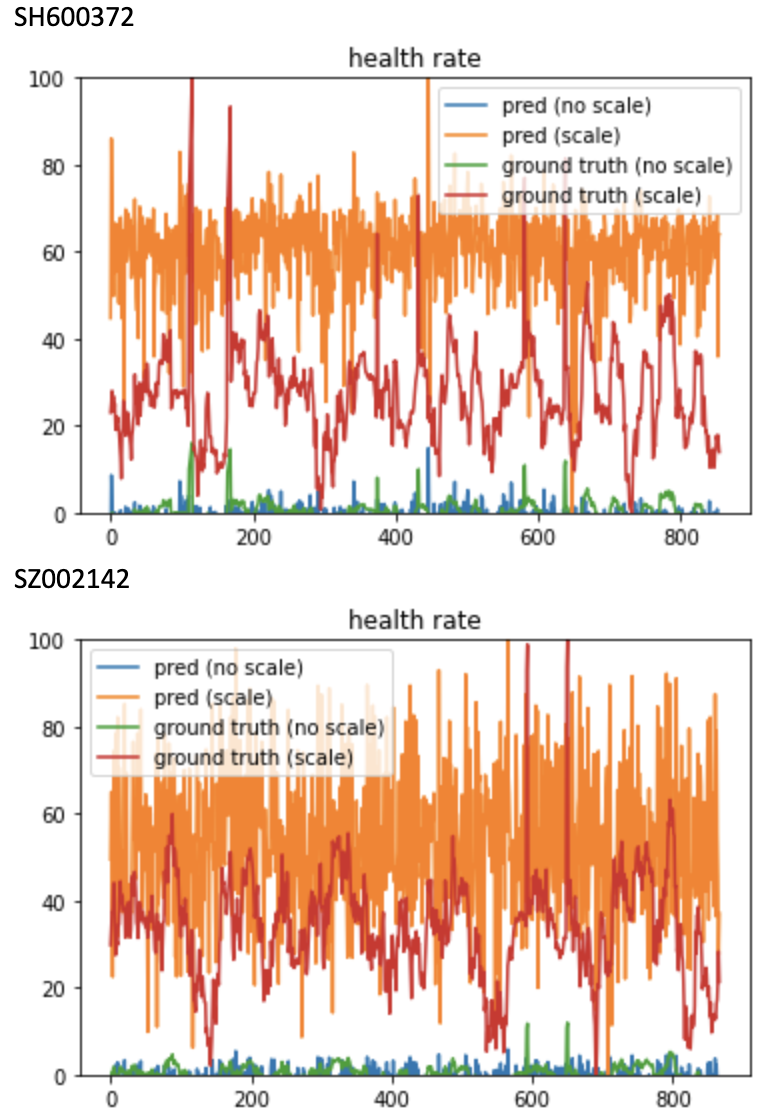 SH600372
health rate
100
80
60
40
20
0
pred (no scale)
pred (scale)
ground truth (no scale)
ground truth (scale)
0 200 400 600 800
SZ002142
health rate
100
80
60
40
20
0
pred (no scale)
pred (scale)
ground truth (no scale)
ground truth (scale)
0 200 400 600 800